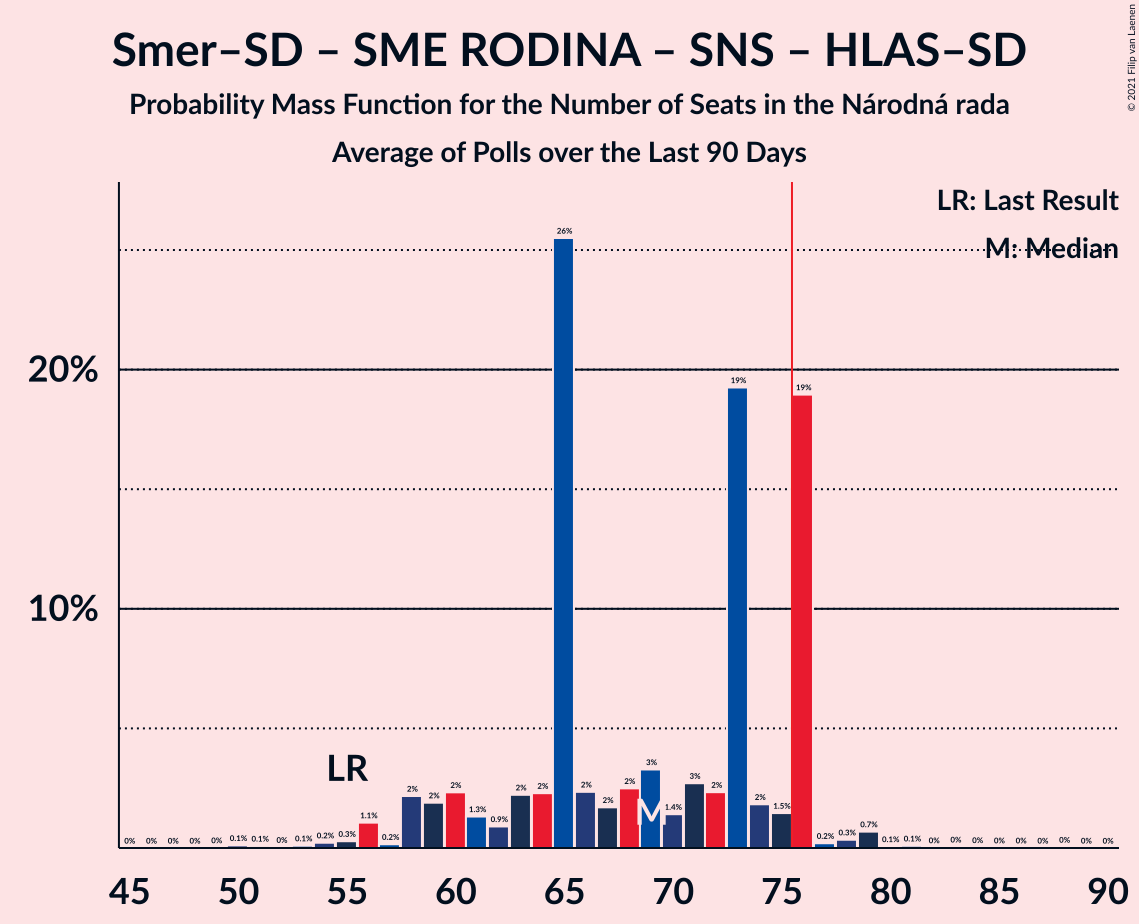 Smer–SD – SME RODINA – SNS – HLAS–SD
Probability Mass Function for the Number of Seats in the Národná rada
Average of Polls over the Last 90 Days
© 2021 Filip van Laenen
LR: Last Result
M: Median
20%
10%
LR
M
0% 0% 0% 0% 0% 0.1% 0.1% 0% 0.1% 0.2% 0.3% 1.1% 0.2% 2% 2% 2% 1.3% 0.9% 2% 2% 26% 2% 2% 2% 3% 1.4% 3% 2% 19% 2% 1.5% 19% 0.2% 0.3% 0.7% 0.1% 0.1% 0% 0% 0% 0% 0% 0% 0% 0% 0%
45 50 55 60 65 70 75 80 85 90